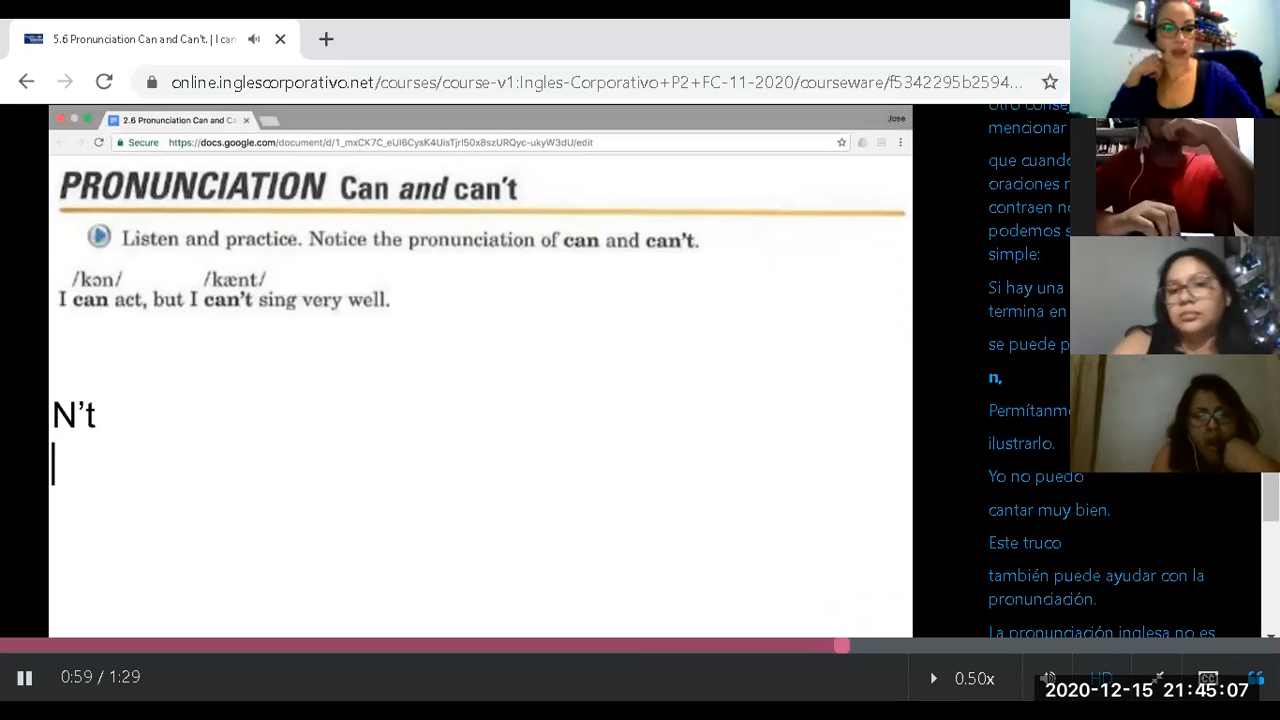 5.6 Pronunciation Can and Can't. | I can
online.inglescorporativo.net/courses/course-v1:Ingles-Corporativo+P2+FC-11-2020/courseware/f5342295b2594...
2.6 Pronunciation Can and Ca
Jose
Secure https://docs.google.com/document/d/1_mxCK7C_eUI6CysK4UisTjrI50x8szURQyc-ukyW3dU/edit
PRONUNCIATION Can and can't
Listen and practice. Notice the pronunciation of can and can't.
/kən/ /kænt/
I can act, but I can't sing very well.
N't
mencionar
que cuando
oraciones
contraen
podemos
simple:
Si hay una
termina en
se puede
n,
ilustrarlo.
Yo no puedo
cantar muy bien.
Este truco
también puede ayudar con la
pronunciación.
La pronunciación inglesa no es
0:59 / 1:29
0.50x
HD
CC
2020-12-15 21:45:07